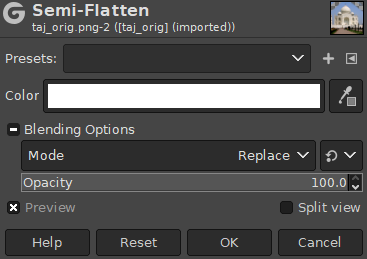 Semi-Flatten
taj_orig.png-2 ([taj_orig] (imported))
Presets:
Color
Blending Options
Mode Replace
Opacity 100.0
Preview Split view
Help Reset OK Cancel